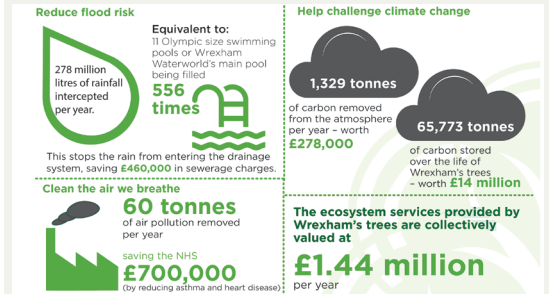 Reduce flood risk
278 million
litres of rainfall
intercepted
per year.
Equivalent to:
11 Olympic size swimming
pools or Wrexham
Waterworld's main pool
being filled
556
times
This stops the rain from entering the drainage
system, saving £460,000 in sewerage charges.
Help challenge climate change
1,329 tonnes
of carbon removed
from the atmosphere
per year – worth
£278,000
65,773 tonnes
of carbon stored
over the life of
Wrexham's trees
– worth £14 million
Clean the air we breathe
60 tonnes
of air pollution removed
per year
saving the NHS
£700,000
(by reducing asthma and heart disease)
The ecosystem services provided by
Wrexham's trees are collectively
valued at
£1.44 million
per year